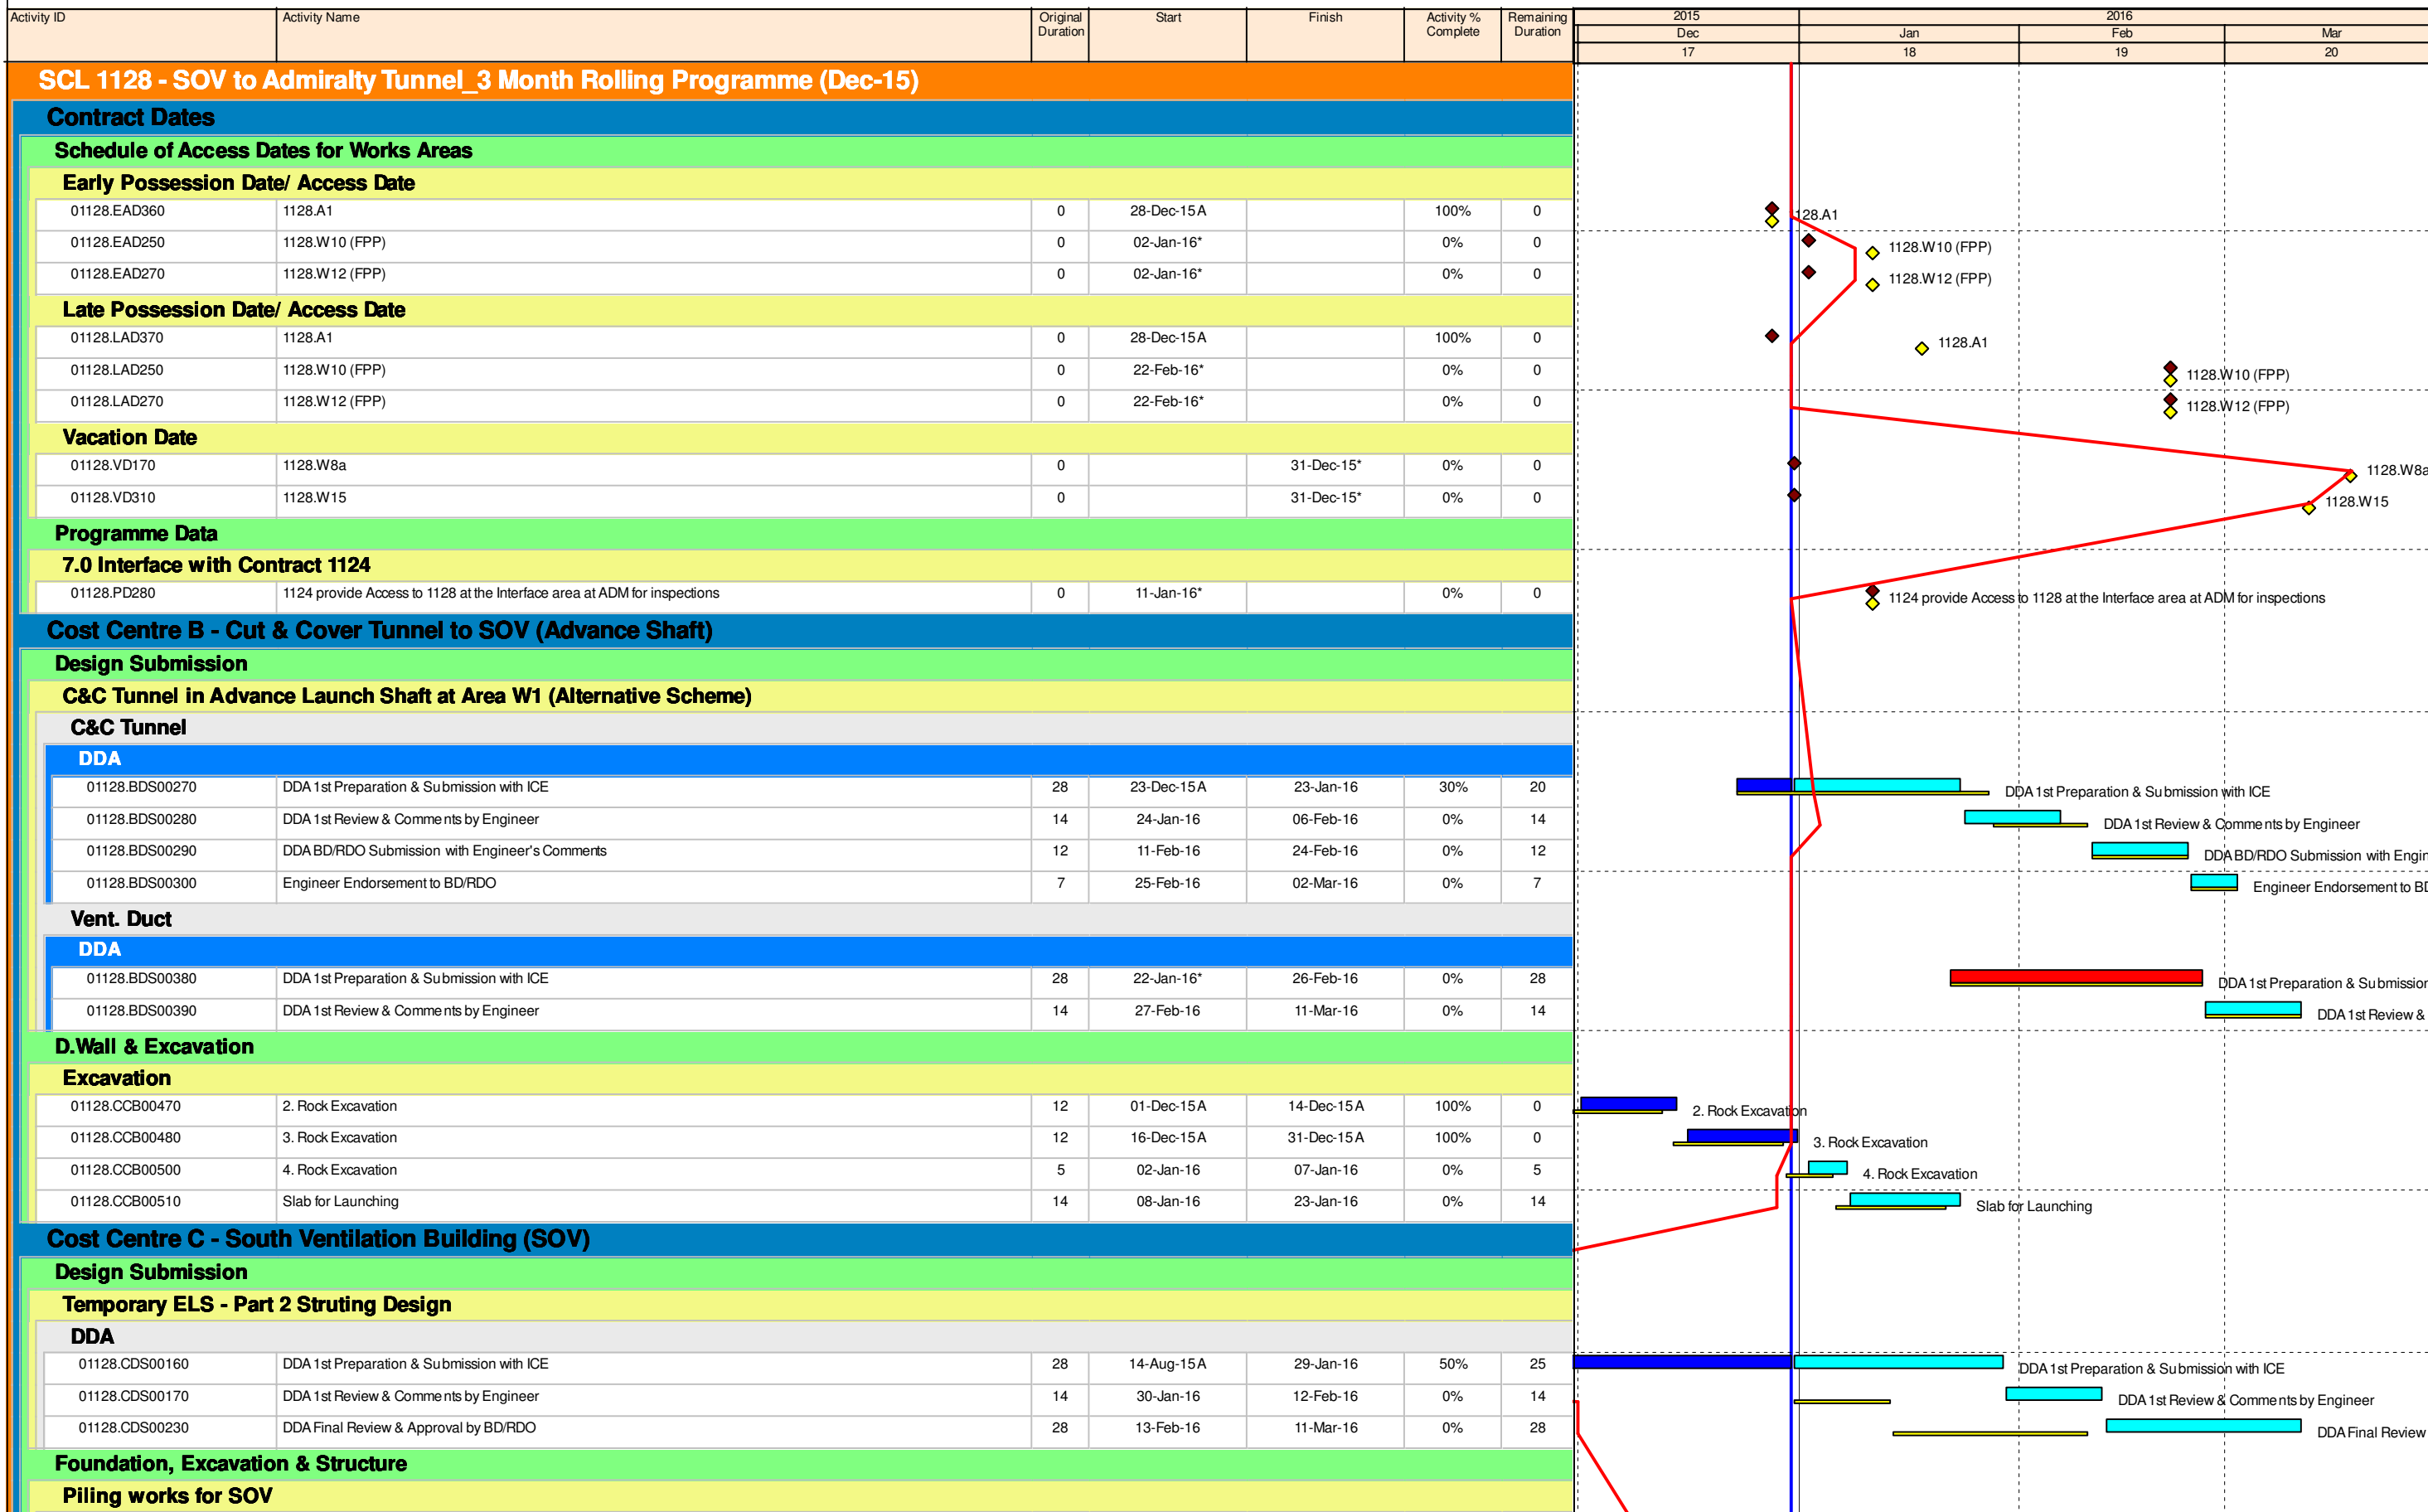 Activity ID Activity Name Original Duration Start Finish Activity % Complete Remaining Duration 2015 2016
Dec Jan Feb Mar
17 18 19 20
SCL 1128 - SOV to Admiralty Tunnel_3 Month Rolling Programme (Dec-15)
Contract Dates
Schedule of Access Dates for Works Areas
Early Possession Date/ Access Date
01128.EAD360 1128.A1 0 28-Dec-15 A 100% 0 128.A1
01128.EAD250 1128.W10 (FPP) 0 02-Jan-16* 0% 0 1128.W10 (FPP)
01128.EAD270 1128.W12 (FPP) 0 02-Jan-16* 0% 0 1128.W12 (FPP)
Late Possession Date/ Access Date
01128.LAD370 1128.A1 0 28-Dec-15 A 100% 0 1128.A1
01128.LAD250 1128.W10 (FPP) 0 22-Feb-16* 0% 0 1128.W10 (FPP)
01128.LAD270 1128.W12 (FPP) 0 22-Feb-16* 0% 0 1128.W12 (FPP)
Vacation Date
01128.VD170 1128.W8a 0 31-Dec-15* 0% 0 1128.W8a
01128.VD310 1128.W15 0 31-Dec-15* 0% 0 1128.W15
Programme Data
7.0 Interface with Contract 1124
01128.PD280 1124 provide Access to 1128 at the Interface area at ADM for inspections 0 11-Jan-16* 0% 0 1124 provide Access to 1128 at the Interface area at ADM for inspections
Cost Centre B - Cut & Cover Tunnel to SOV (Advance Shaft)
Design Submission
C&C Tunnel in Advance Launch Shaft at Area W1 (Alternative Scheme)
C&C Tunnel
DDA
01128.BDS00270 DDA 1st Preparation & Submission with ICE 28 23-Dec-15 A 23-Jan-16 30% 20 DDA 1st Preparation & Submission with ICE
01128.BDS00280 DDA 1st Review & Comments by Engineer 14 24-Jan-16 06-Feb-16 0% 14 DDA 1st Review & Comments by Engineer
01128.BDS00290 DDA BD/RDO Submission with Engineer's Comments 12 11-Feb-16 24-Feb-16 0% 12 DDA BD/RDO Submission with Engin
01128.BDS00300 Engineer Endorsement to BD/RDO 7 25-Feb-16 02-Mar-16 0% 7 Engineer Endorsement to BD
Vent. Duct
DDA
01128.BDS00380 DDA 1st Preparation & Submission with ICE 28 22-Jan-16* 26-Feb-16 0% 28 DDA 1st Preparation & Submission
01128.BDS00390 DDA 1st Review & Comments by Engineer 14 27-Feb-16 11-Mar-16 0% 14 DDA 1st Review &
D.Wall & Excavation
Excavation
01128.CCB00470 2. Rock Excavation 12 01-Dec-15 A 14-Dec-15 A 100% 0 2. Rock Excavation
01128.CCB00480 3. Rock Excavation 12 16-Dec-15 A 31-Dec-15 A 100% 0 3. Rock Excavation
01128.CCB00500 4. Rock Excavation 5 02-Jan-16 07-Jan-16 0% 5 4. Rock Excavation
01128.CCB00510 Slab for Launching 14 08-Jan-16 23-Jan-16 0% 14 Slab for Launching
Cost Centre C - South Ventilation Building (SOV)
Design Submission
Temporary ELS - Part 2 Struting Design
DDA
01128.CDS00160 DDA 1st Preparation & Submission with ICE 28 14-Aug-15 A 29-Jan-16 50% 25 DDA 1st Preparation & Submission with ICE
01128.CDS00170 DDA 1st Review & Comments by Engineer 14 30-Jan-16 12-Feb-16 0% 14 DDA 1st Review & Comments by Engineer
01128.CDS00230 DDA Final Review & Approval by BD/RDO 28 13-Feb-16 11-Mar-16 0% 28 DDA Final Review
Foundation, Excavation & Structure
Piling works for SOV